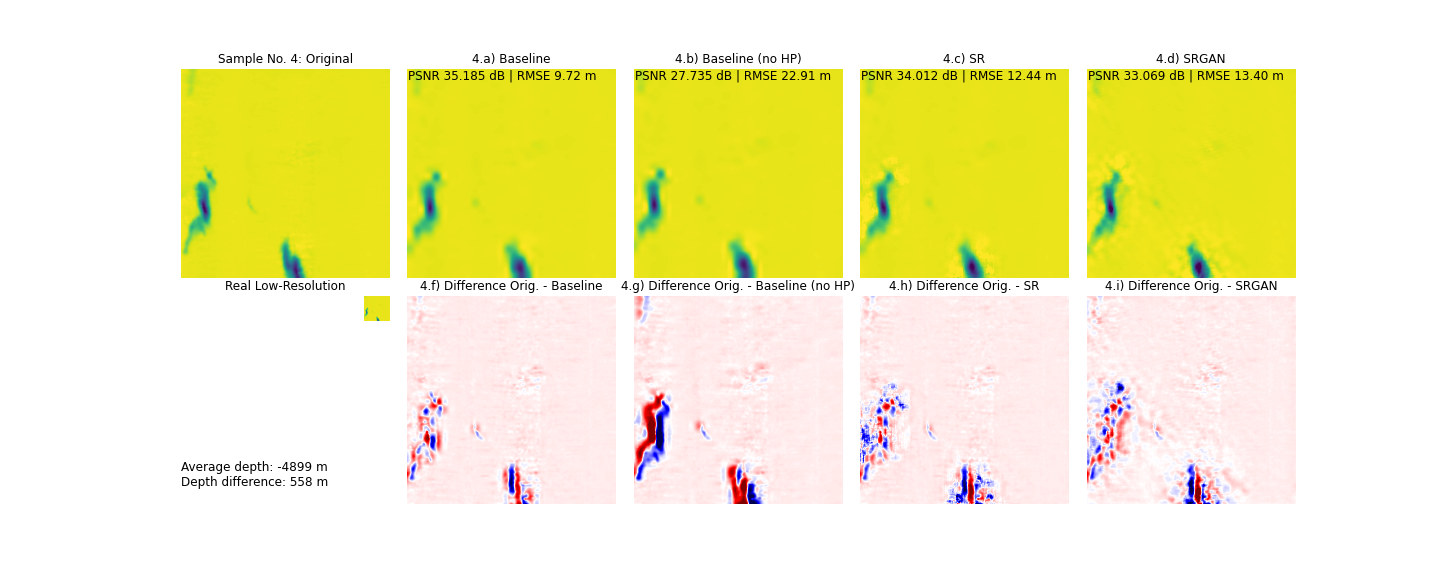 Sample No. 4: Original
4.a) Baseline
4.b) Baseline (no HP)
4.c) SR
4.d) SRGAN
PSNR 35.185 dB | RMSE 9.72 m
PSNR 27.735 dB | RMSE 22.91 m
PSNR 34.012 dB | RMSE 12.44 m
PSNR 33.069 dB | RMSE 13.40 m
Real Low-Resolution
4.f) Difference Orig. - Baseline
4.g) Difference Orig. - Baseline (no HP)
4.h) Difference Orig. - SR
4.i) Difference Orig. - SRGAN
Average depth: -4899 m
Depth difference: 558 m